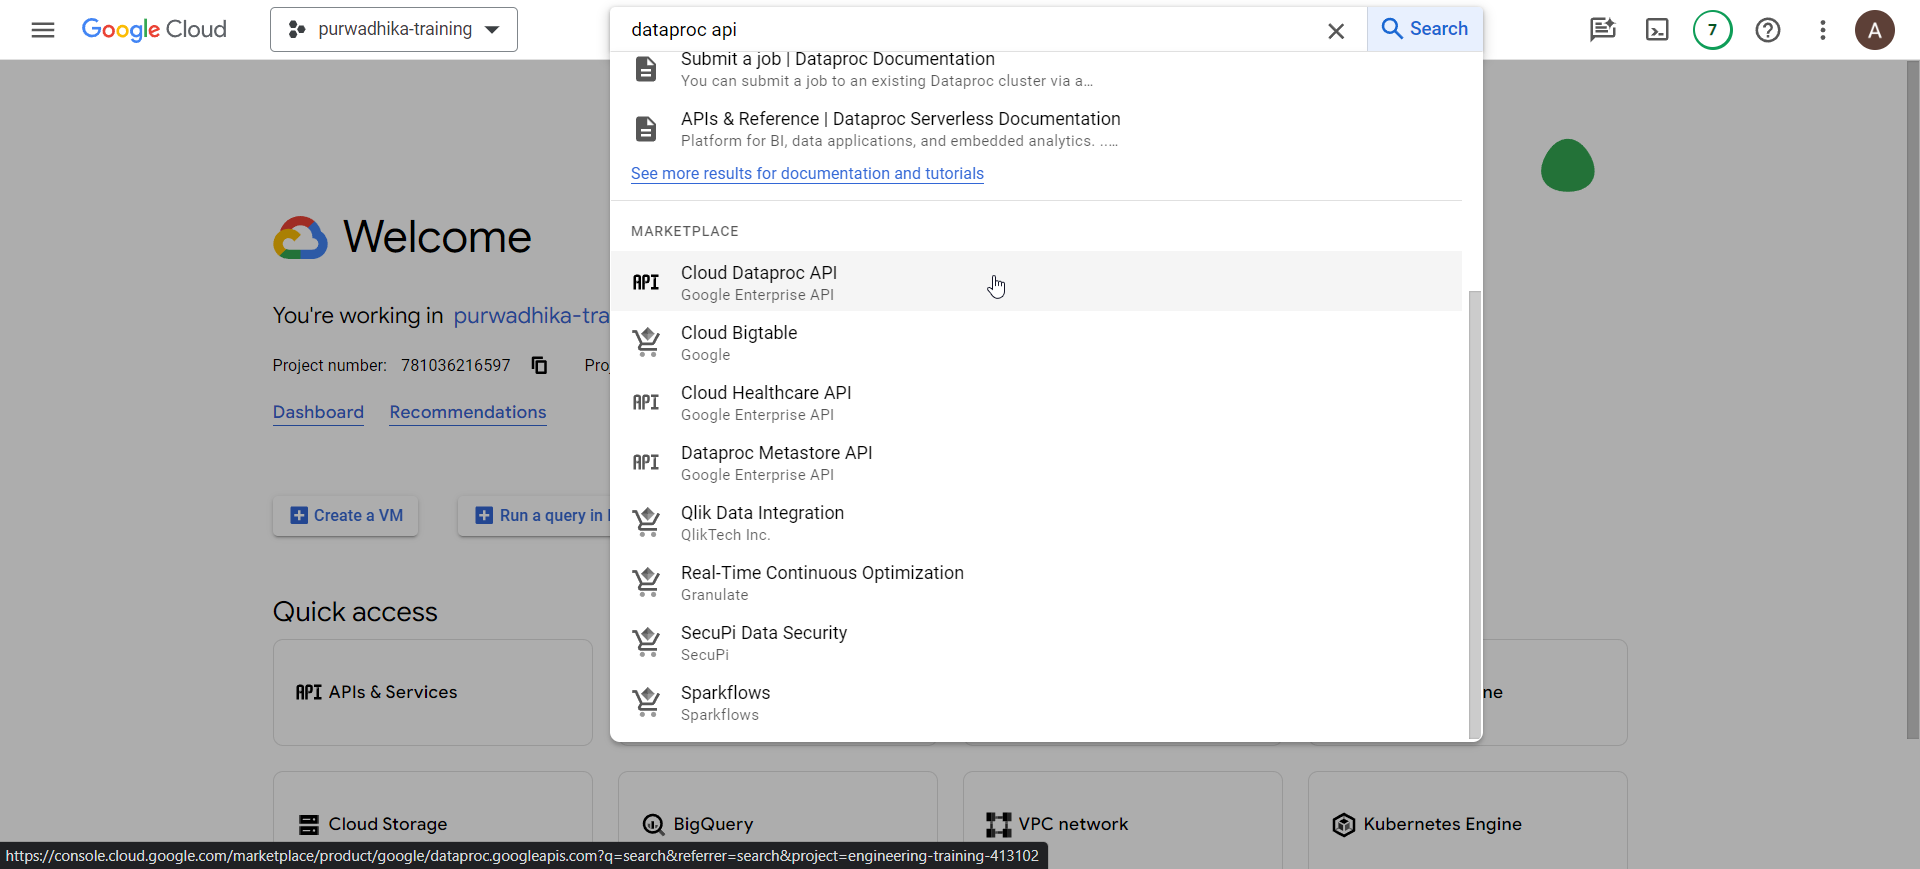 Google Cloud
purwadhika-training
dataproc api
Search
7
A
Submit a job | Dataproc Documentation
You can submit a job to an existing Dataproc cluster via a...
APIs & Reference | Dataproc Serverless Documentation
Platform for BI, data applications, and embedded analytics. .....
See more results for documentation and tutorials
MARKETPLACE
API Cloud Dataproc API
Google Enterprise API
Cloud Bigtable
Google
API Cloud Healthcare API
Google Enterprise API
API Dataproc Metastore API
Google Enterprise API
Qlik Data Integration
QlikTech Inc.
Real-Time Continuous Optimization
Granulate
SecuPi Data Security
SecuPi
Sparkflows
Sparkflows
Welcome
You're working in purwadhika-tra
Project number: 781036216597 Pro
Dashboard Recommendations
Create a VM Run a query in
Quick access
API APIs & Services
ne
Cloud Storage
BigQuery
VPC network
Kubernetes Engine
https://console.cloud.google.com/marketplace/product/google/dataproc.googleapis.com?q=search&referrer=search&project=engineering-training-413102